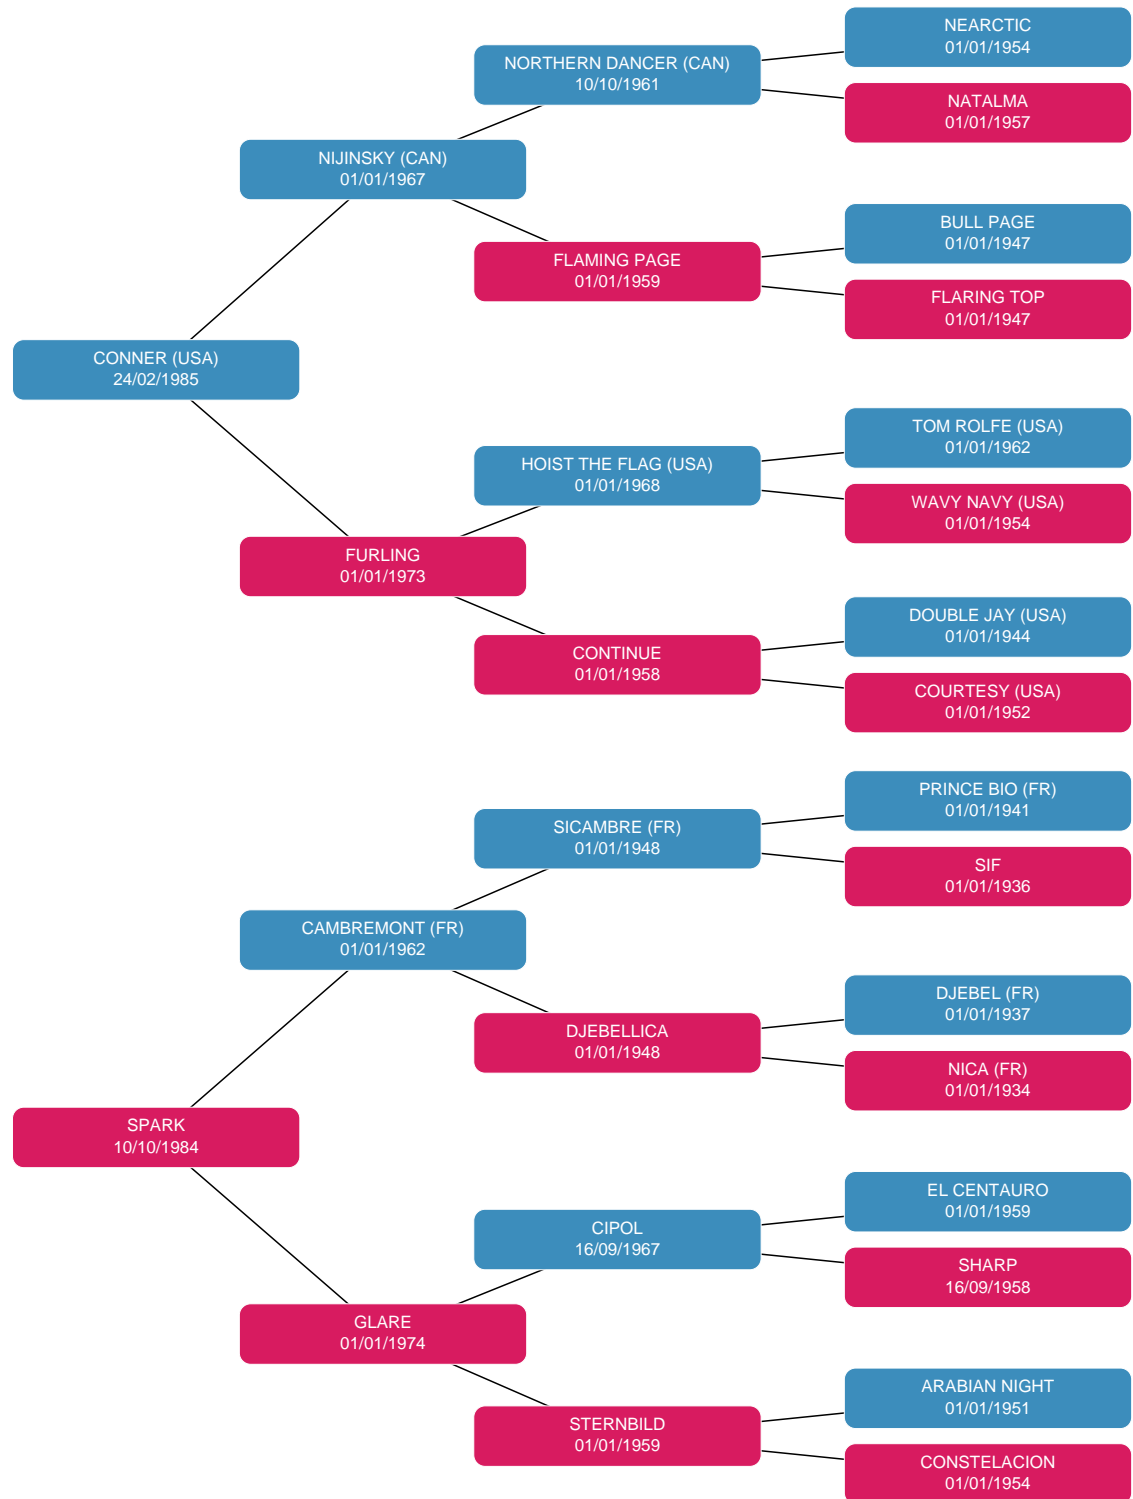 NEARCTIC
01/01/1954
NORTHERN DANCER (CAN)
10/10/1961
NATALMA
01/01/1957
NIJINSKY (CAN)
01/01/1967
BULL PAGE
01/01/1947
FLAMING PAGE
01/01/1959
FLARING TOP
01/01/1947
CONNER (USA)
24/02/1985
TOM ROLFE (USA)
01/01/1962
HOIST THE FLAG (USA)
01/01/1968
WAVY NAVY (USA)
01/01/1954
FURLING
01/01/1973
DOUBLE JAY (USA)
01/01/1944
CONTINUE
01/01/1958
COURTESY (USA)
01/01/1952
PRINCE BIO (FR)
01/01/1941
SICAMBRE (FR)
01/01/1948
SIF
01/01/1936
CAMBREMONT (FR)
01/01/1962
DJEBEL (FR)
01/01/1937
DJEBELLICA
01/01/1948
NICA (FR)
01/01/1934
SPARK
10/10/1984
EL CENTAURO
01/01/1959
CIPOL
16/09/1967
SHARP
16/09/1958
GLARE
01/01/1974
ARABIAN NIGHT
01/01/1951
STERNBILD
01/01/1959
CONSTELACION
01/01/1954